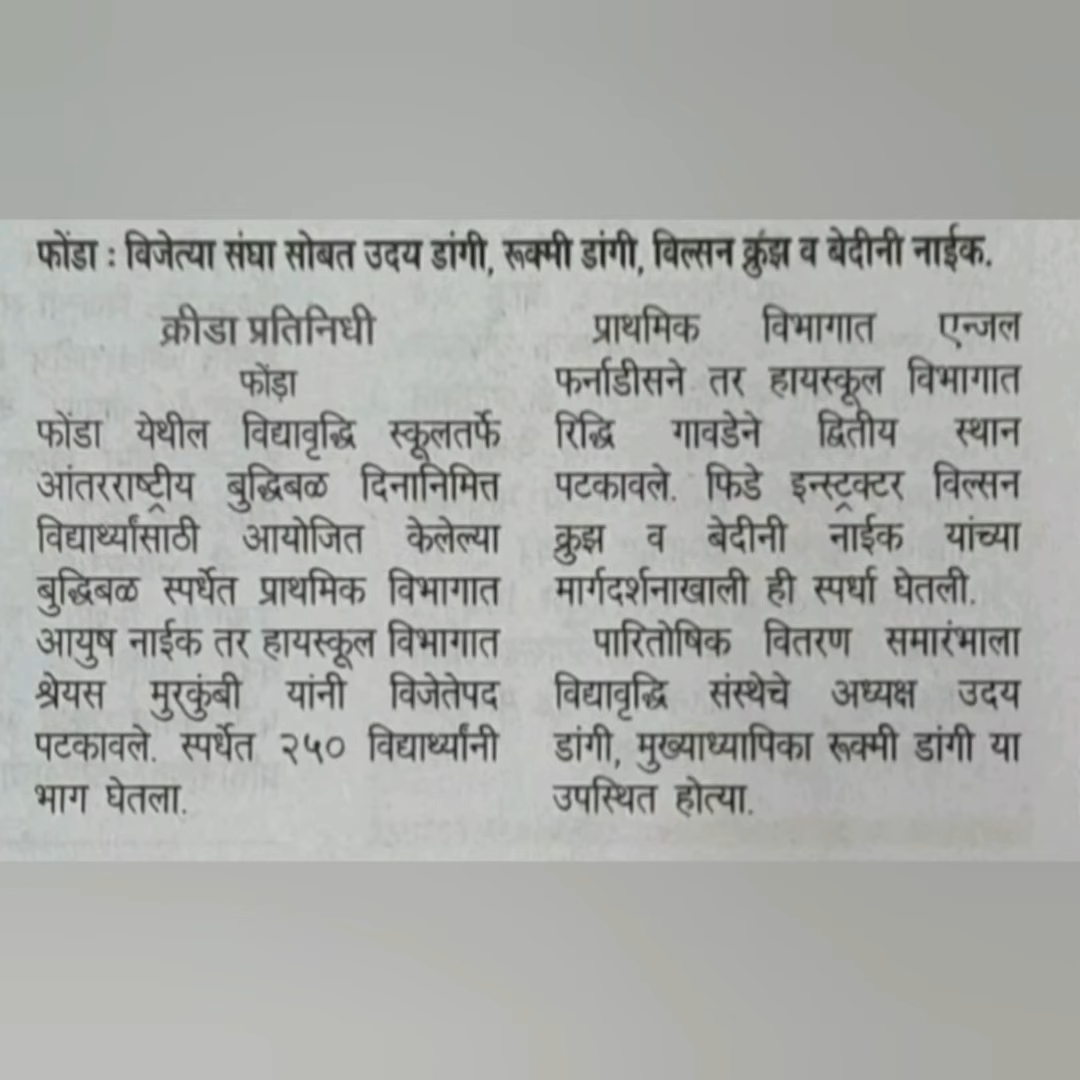 फोंडा : विजेत्या संघा सोबत उदय डांगी, रूक्मी डांगी, विल्सन क्रुंझ व बेदीनी नाईक.
क्रीडा प्रतिनिधी
फोंड़ा
फोंडा येथील विद्यावृद्धि स्कूलतर्फे
आंतरराष्ट्रीय बुद्धिबळ दिनानिमित्त
विद्यार्थ्यांसाठी आयोजित केलेल्या
बुद्धिबळ स्पर्धेत प्राथमिक विभागात
आयुष नाईक तर हायस्कूल विभागात
श्रेयस मुरकुंबी यांनी विजेतेपद
पटकावले. स्पर्धेत २५० विद्यार्थ्यांनी
भाग घेतला.
प्राथमिक विभागात एन्जल
फर्नाडीसने तर हायस्कूल विभागात
रिद्धि गावडेने द्वितीय स्थान
पटकावले. फिडे इन्स्ट्रक्टर विल्सन
क्रुझ व बेदीनी नाईक यांच्या
मार्गदर्शनाखाली ही स्पर्धा घेतली.
पारितोषिक वितरण समारंभाला
विद्यावृद्धि संस्थेचे अध्यक्ष उदय
डांगी, मुख्याध्यापिका रूक्मी डांगी या
उपस्थित होत्या.